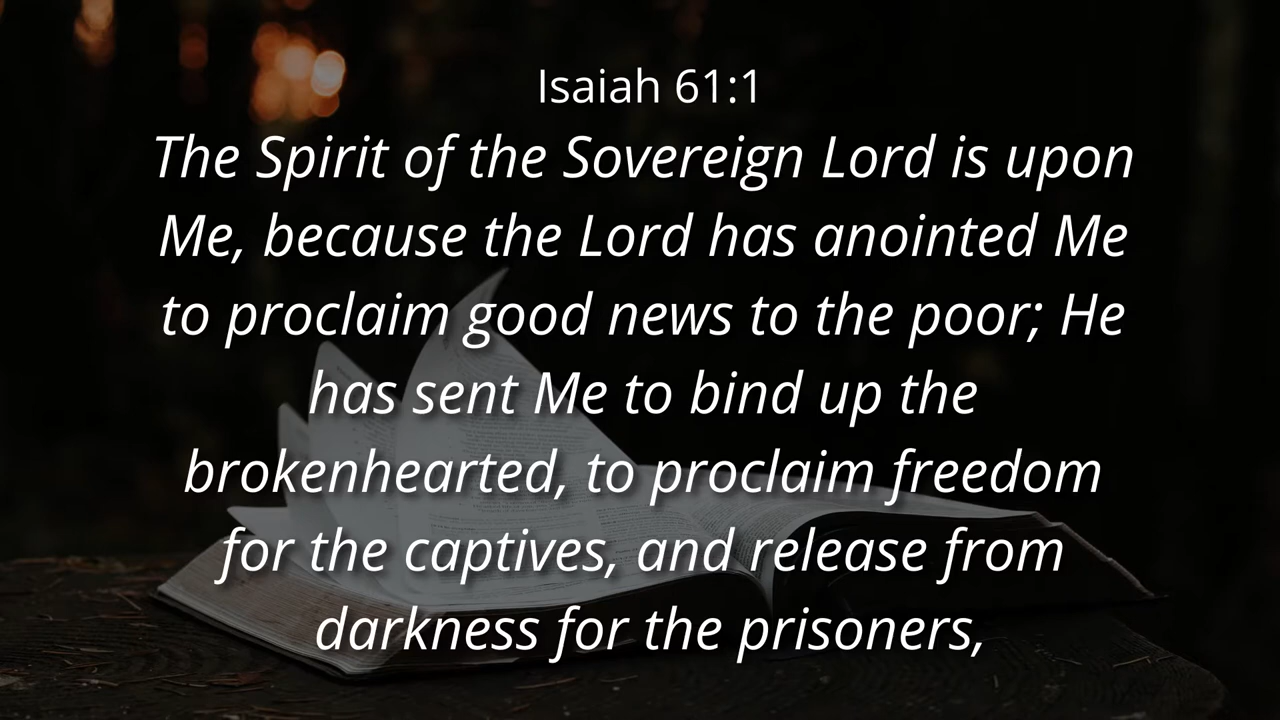 Isaiah 61:1
The Spirit of the Sovereign Lord is upon
Me, because the Lord has anointed Me
to proclaim good news to the poor; He
has sent Me to bind up the
brokenhearted, to proclaim freedom
for the captives, and release from
darkness for the prisoners,